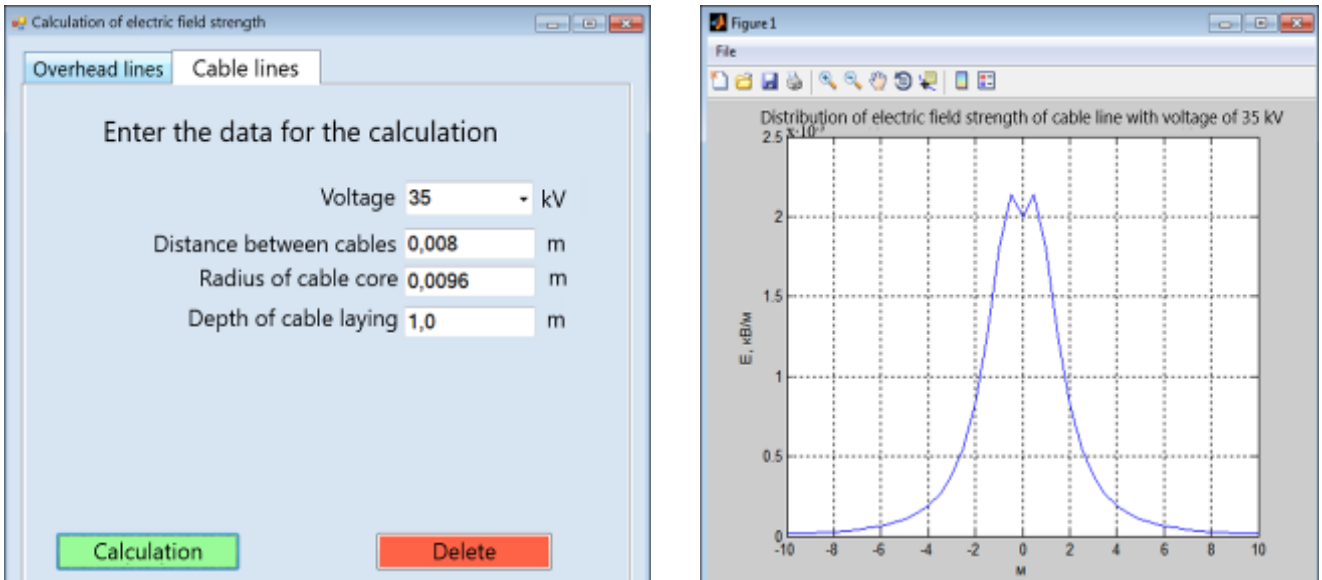 Calculation of electric field strength
Overhead lines
Cable lines
Enter the data for the calculation
Voltage 35 kV
Distance between cables 0,008 m
Radius of cable core 0,0096 m
Depth of cable laying 1,0 m
Calculation
Delete
Figure 1
File
Distribution of electric field strength of cable line with voltage of 35 kV
2.5
2
1.5
1
0.5
0
E, кВ/м
-10 -8 -6 -4 -2 0 2 4 6 8 10
м